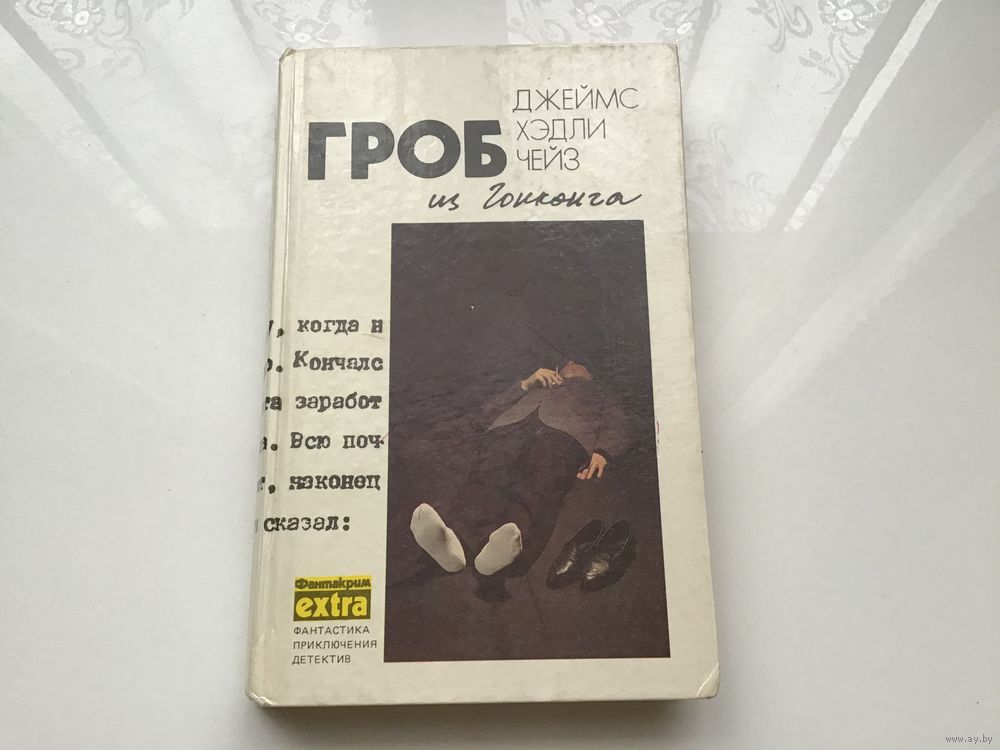 ДЖЕЙМС
ХЭДЛИ
ЧЕЙЗ
ГРОБ
из Гонконга
, когда н
. Кончалс
та заработ
а. Всю поч-
т, наконец
сказал:
Фантакрим
extra
ФАНТАСТИКА
ПРИКЛЮЧЕНИЯ
ДЕТЕКТИВ
www.ay.by